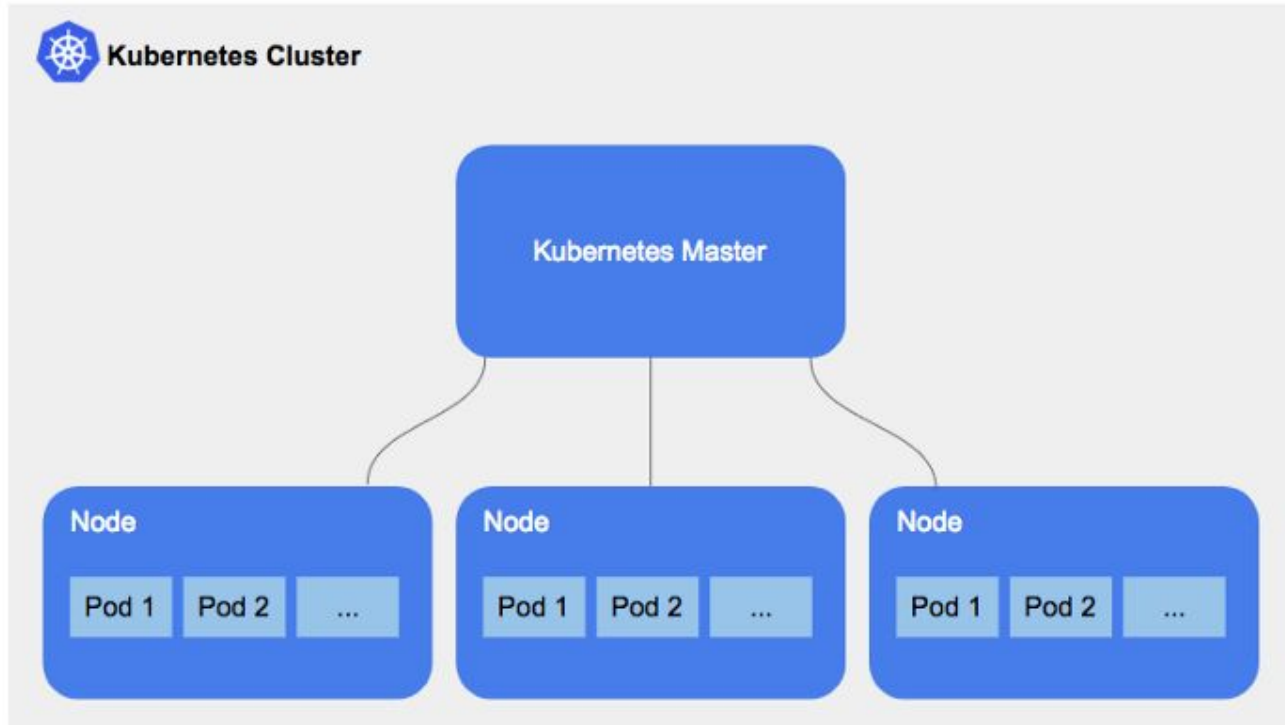 Kubernetes Cluster
Kubernetes Master
Node
Pod 1 Pod 2 ...
Node
Pod 1 Pod 2 ...
Node
Pod 1 Pod 2 ...